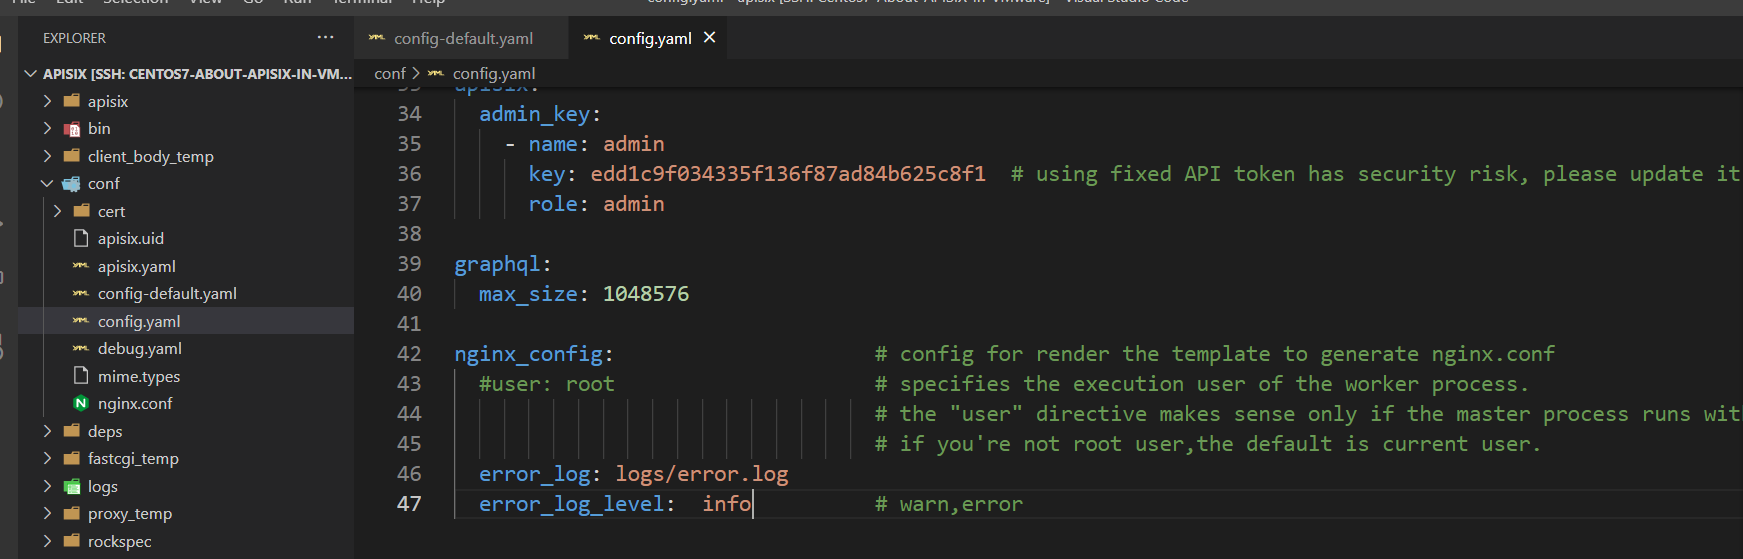 File Edit Selection View Go Run Terminal Help
config.yaml - apisix [SSH: Centos7-About-APISIX-In-VMware] - Visual Studio Code
EXPLORER ···
APISIX [SSH: CENTOS7-ABOUT-APISIX-IN-VM...
apisix
bin
client_body_temp
conf
cert
apisix.uid
apisix.yaml
config-default.yaml
config.yaml
debug.yaml
mime.types
nginx.conf
deps
fastcgi_temp
logs
proxy_temp
rockspec
config-default.yaml
config.yaml
conf > config.yaml
33 apisix:
34 admin_key:
35 - name: admin
36 key: edd1c9f034335f136f87ad84b625c8f1 # using fixed API token has security risk, please update it
37 role: admin
38
39 graphql:
40 max_size: 1048576
41
42 nginx_config: # config for render the template to generate nginx.conf
43 #user: root # specifies the execution user of the worker process.
44 # the "user" directive makes sense only if the master process runs wit
45 # if you're not root user,the default is current user.
46 error_log: logs/error.log
47 error_log_level: info # warn,error